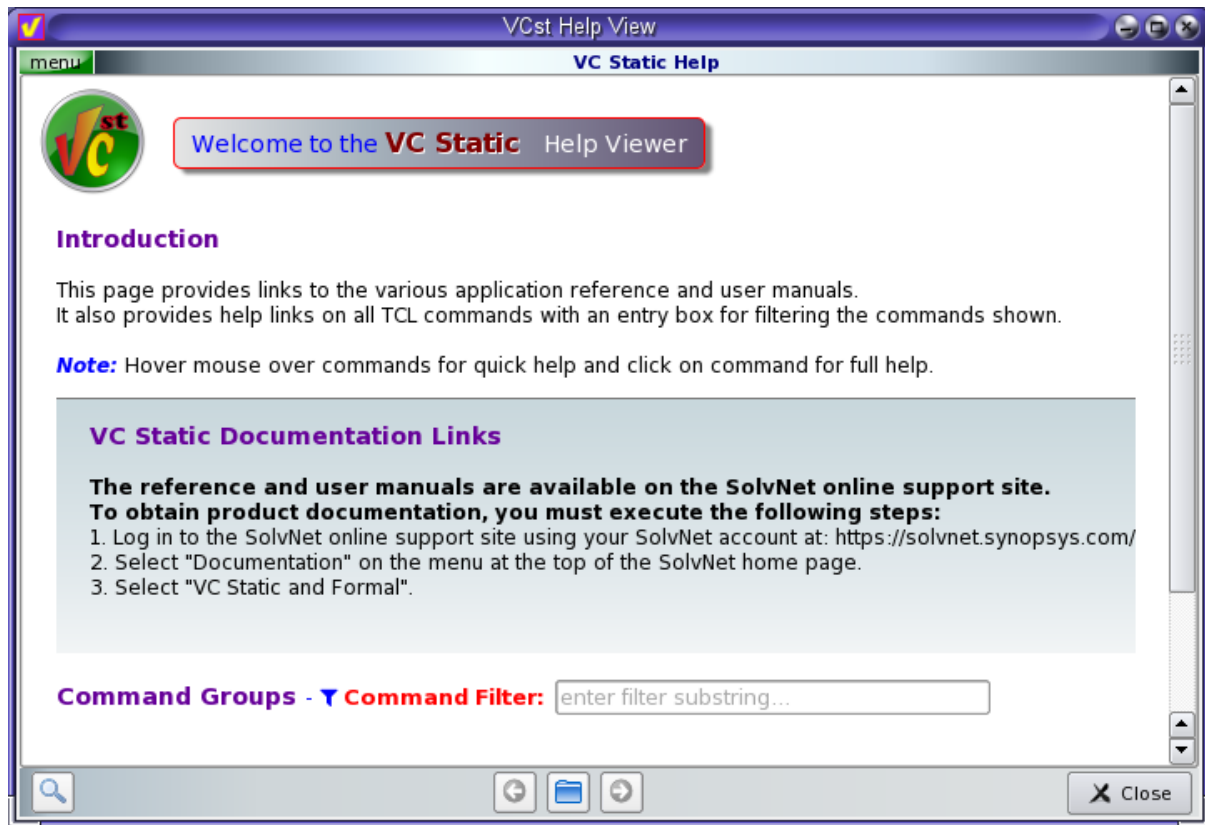 VCst Help View
menu
VC Static Help
VC st
Welcome to the VC Static Help Viewer
Introduction
This page provides links to the various application reference and user manuals.
It also provides help links on all TCL commands with an entry box for filtering the commands shown.
Note: Hover mouse over commands for quick help and click on command for full help.
VC Static Documentation Links
The reference and user manuals are available on the SolvNet online support site.
To obtain product documentation, you must execute the following steps:
1. Log in to the SolvNet online support site using your SolvNet account at: https://solvnet.synopsys.com/
2. Select "Documentation" on the menu at the top of the SolvNet home page.
3. Select "VC Static and Formal".
Command Groups - Command Filter: enter filter substring...
Close